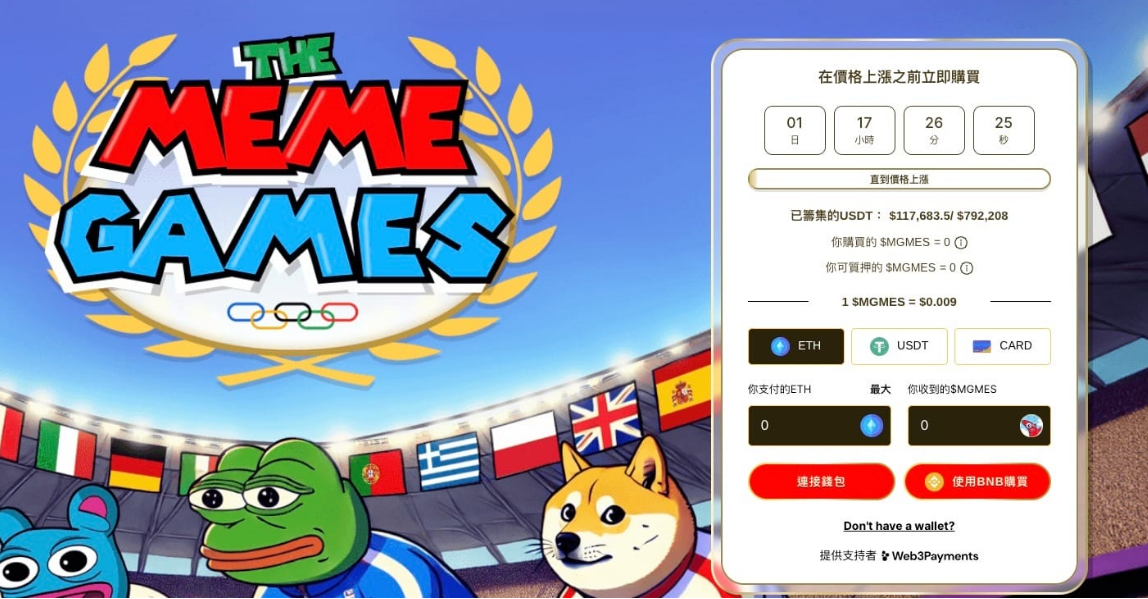 THE
MEME
GAMES
在價格上漲之前立即購買
01 17 26 25
日 小時 分 秒
直到價格上漲
已籌集的USDT： $117,683.5/ $792,208
你購買的 $MGMES = 0
你可質押的 $MGMES = 0
1 $MGMES = $0.009
ETH USDT CARD
你支付的ETH 最大 你收到的$MGMES
0 0
連接錢包 使用BNB購買
Don't have a wallet?
提供支持者 Web3Payments